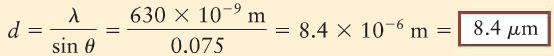 d = λ / sin θ = 630 × 10⁻⁹ m / 0.075 = 8.4 × 10⁻⁶ m = 8.4 μm